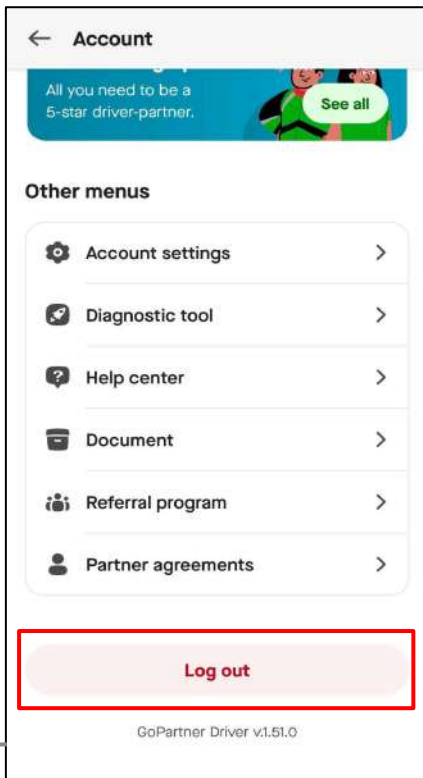 Account
All you need to be a
5-star driver-partner.
See all
Other menus
Account settings
Diagnostic tool
Help center
Document
Referral program
Partner agreements
Log out
GoPartner Driver v.1.51.0